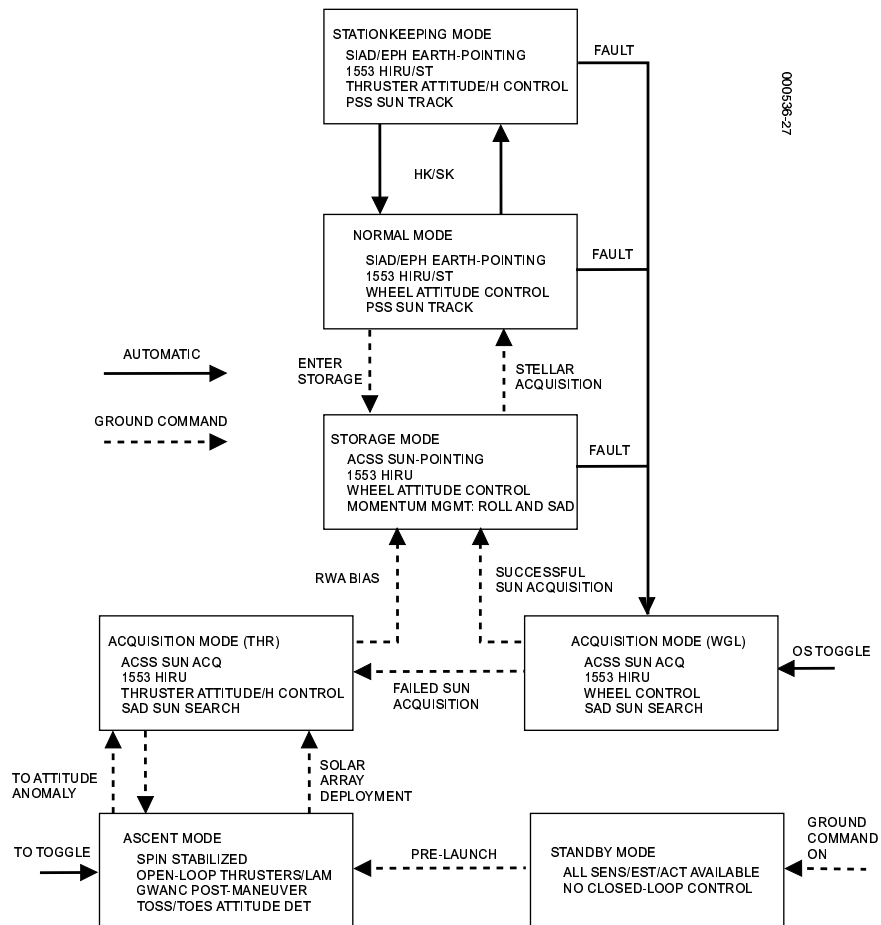 STATIONKEEPING MODE
SIAD/EPH EARTH-POINTING
1553 HIRU/ST
THRUSTER ATTITUDE/H CONTROL
PSS SUN TRACK
FAULT
000536-27
HK/SK
NORMAL MODE
SIAD/EPH EARTH-POINTING
1553 HIRU/ST
WHEEL ATTITUDE CONTROL
PSS SUN TRACK
FAULT
AUTOMATIC
GROUND COMMAND
ENTER
STORAGE
STELLAR
ACQUISITION
STORAGE MODE
ACSS SUN-POINTING
1553 HIRU
WHEEL ATTITUDE CONTROL
MOMENTUM MGMT: ROLL AND SAD
FAULT
RWA BIAS
SUCCESSFUL
SUN ACQUISITION
ACQUISITION MODE (THR)
ACSS SUN ACQ
1553 HIRU
THRUSTER ATTITUDE/H CONTROL
SAD SUN SEARCH
FAILED SUN
ACQUISITION
ACQUISITION MODE (WGL)
ACSS SUN ACQ
1553 HIRU
WHEEL CONTROL
SAD SUN SEARCH
OS TOGGLE
TO ATTITUDE
ANOMALY
SOLAR
ARRAY
DEPLOYMENT
TO TOGGLE
ASCENT MODE
SPIN STABILIZED
OPEN-LOOP THRUSTERS/LAM
GWANC POST-MANEUVER
TOSS/TOES ATTITUDE DET
PRE-LAUNCH
STANDBY MODE
ALL SENS/EST/ACT AVAILABLE
NO CLOSED-LOOP CONTROL
GROUND
COMMAND
ON